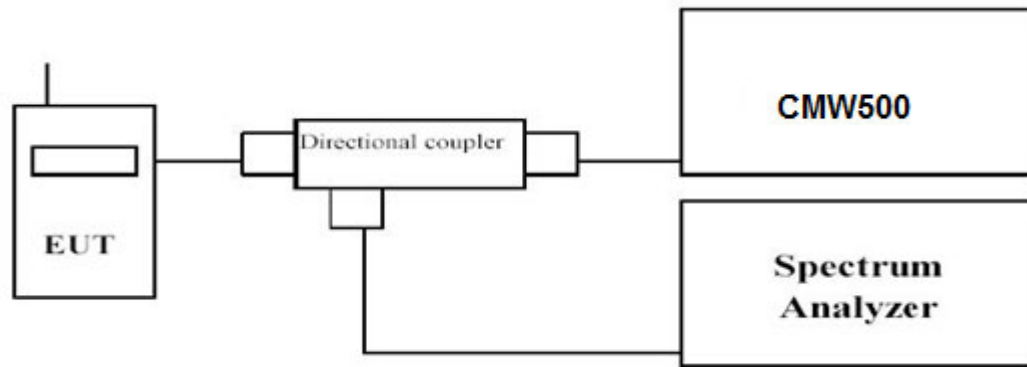 EUT
Directional coupler
CMW500
Spectrum
Analyzer